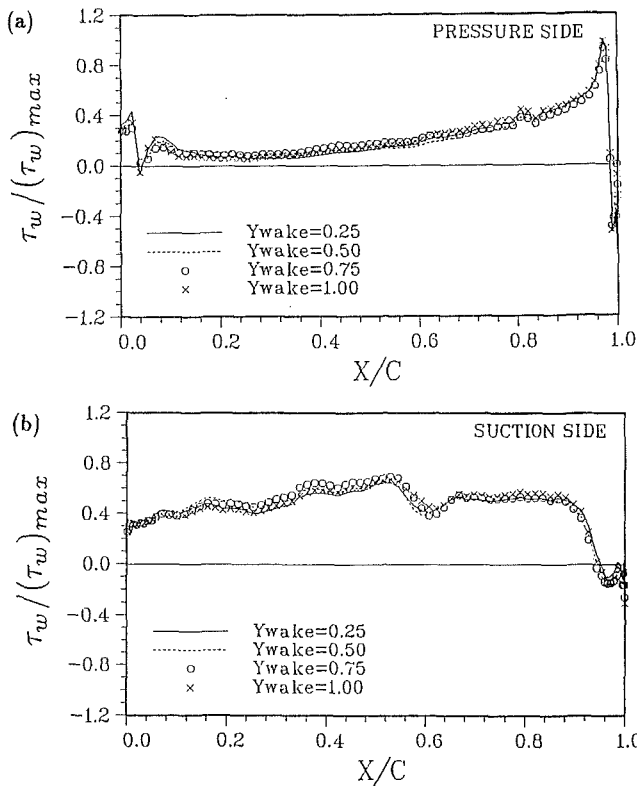 (a)
PRESSURE SIDE
1.2
0.8
0.4
0.0
-0.4
-0.8
-1.2
τw/(τw)max
Ywake=0.25
Ywake=0.50
Ywake=0.75
Ywake=1.00
0.0 0.2 0.4 0.6 0.8 1.0
X/C
(b)
SUCTION SIDE
1.2
0.8
0.4
0.0
-0.4
-0.8
-1.2
τw/(τw)max
Ywake=0.25
Ywake=0.50
Ywake=0.75
Ywake=1.00
0.0 0.2 0.4 0.6 0.8 1.0
X/C